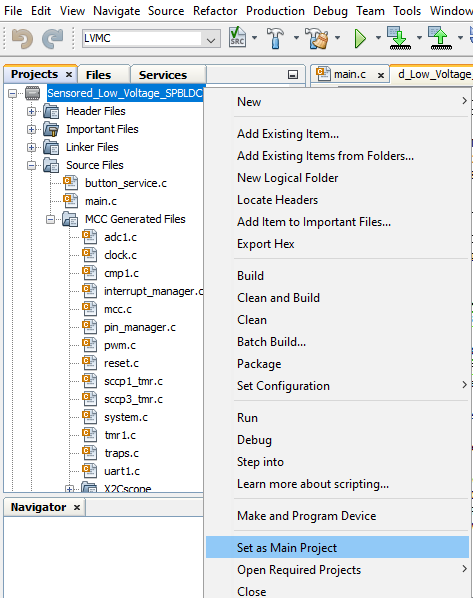 File Edit View Navigate Source Refactor Production Debug Team Tools Window
LVMC
SRC
Projects × Files Services
main.c × d_Low_Voltage_
Sensored_Low_Voltage_SPBLDC
Header Files
Important Files
Linker Files
Source Files
button_service.c
main.c
MCC Generated Files
adc1.c
clock.c
cmp1.c
interrupt_manager.c
mcc.c
pin_manager.c
pwm.c
reset.c
sccp1_tmr.c
sccp3_tmr.c
system.c
tmr1.c
traps.c
uart1.c
X2Cscope
Navigator ×
New >
Add Existing Item...
Add Existing Items from Folders...
New Logical Folder
Locate Headers
Add Item to Important Files...
Export Hex
Build
Clean and Build
Clean
Batch Build...
Package
Set Configuration >
Run
Debug
Step into
Learn more about scripting...
Make and Program Device
Set as Main Project
Open Required Projects >
Close